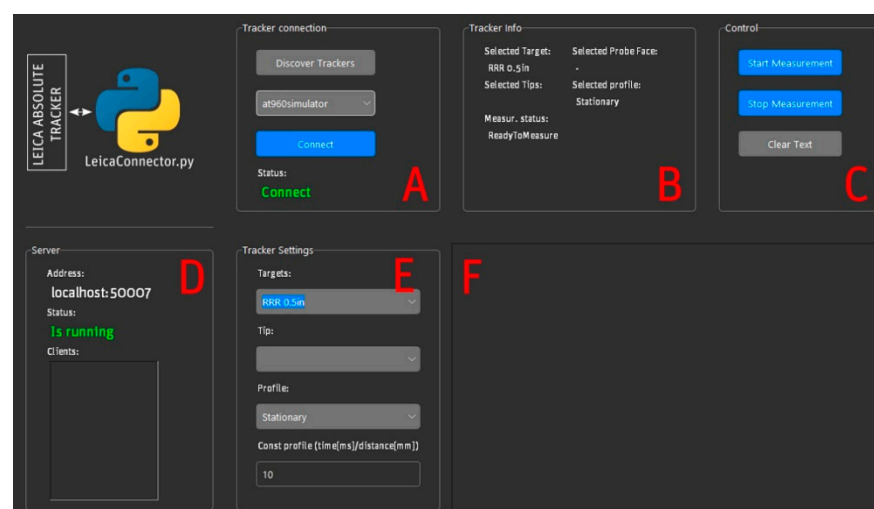 LEICA ABSOLUTE
TRACKER
LeicaConnector.py
Tracker connection
Discover Trackers
at960simulator
Connect
Status:
Connect
A
Tracker Info
Selected Target:
RRR 0.5in
Selected Tips:
Measur. status:
ReadyToMeasure
Selected Probe Face:
-
Selected profile:
Stationary
B
Control
Start Measurement
Stop Measurement
Clear Text
C
Server
Address:
localhost:50007
Status:
Is running
Clients:
D
Tracker Settings
Targets:
RRR 0.5in
Tip:
Profile:
Stationary
Const profile (time[ms]/distance[mm])
10
E
F